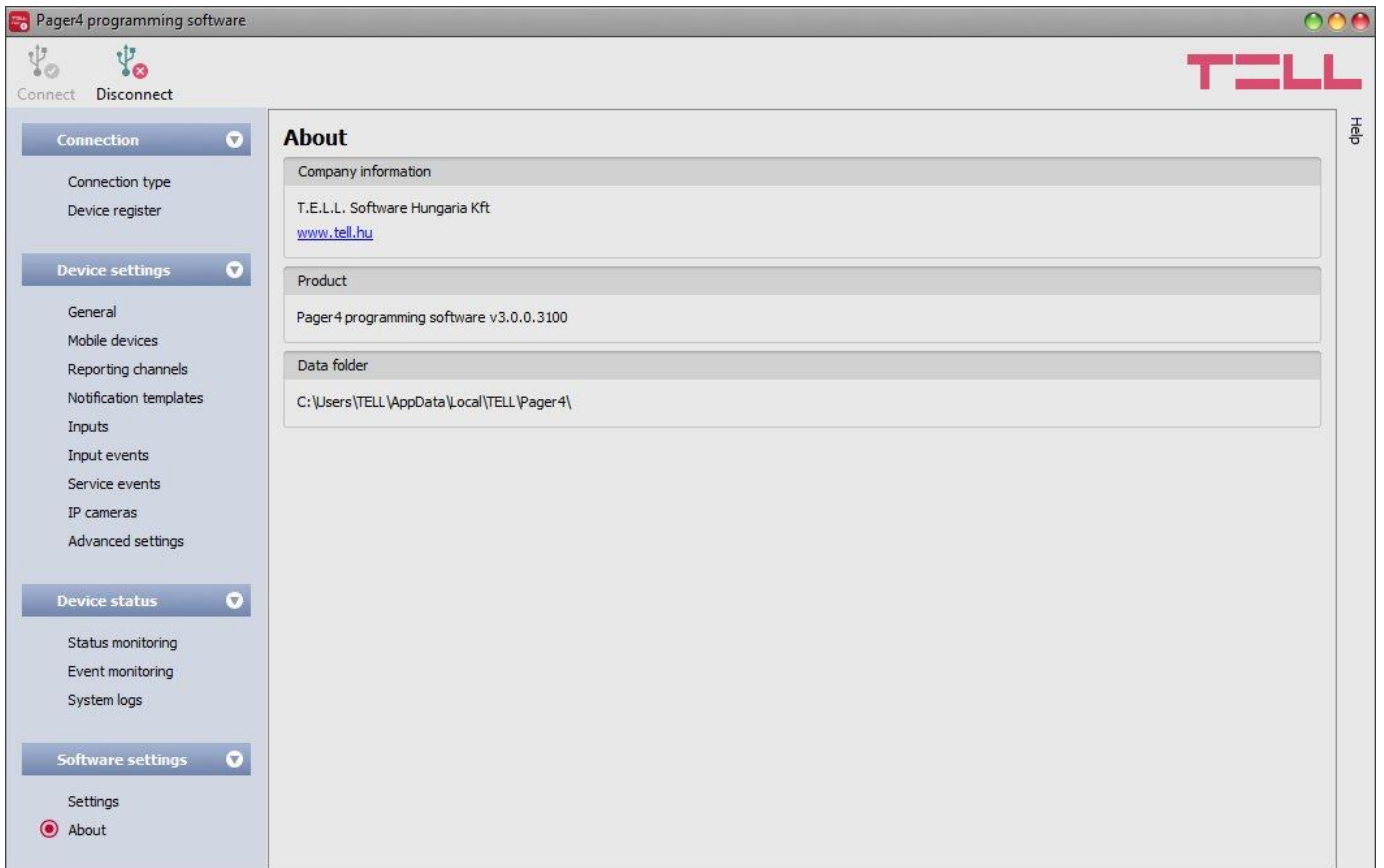 Pager4 programming software
Connect
Disconnect
TELL
Connection
Connection type
Device register
Device settings
General
Mobile devices
Reporting channels
Notification templates
Inputs
Input events
Service events
IP cameras
Advanced settings
Device status
Status monitoring
Event monitoring
System logs
Software settings
Settings
About
About
Company information
T.E.L.L. Software Hungaria Kft
www.tell.hu
Product
Pager4 programming software v3.0.0.3100
Data folder
C:\Users\TELL\AppData\Local\TELL\Pager4\
Help